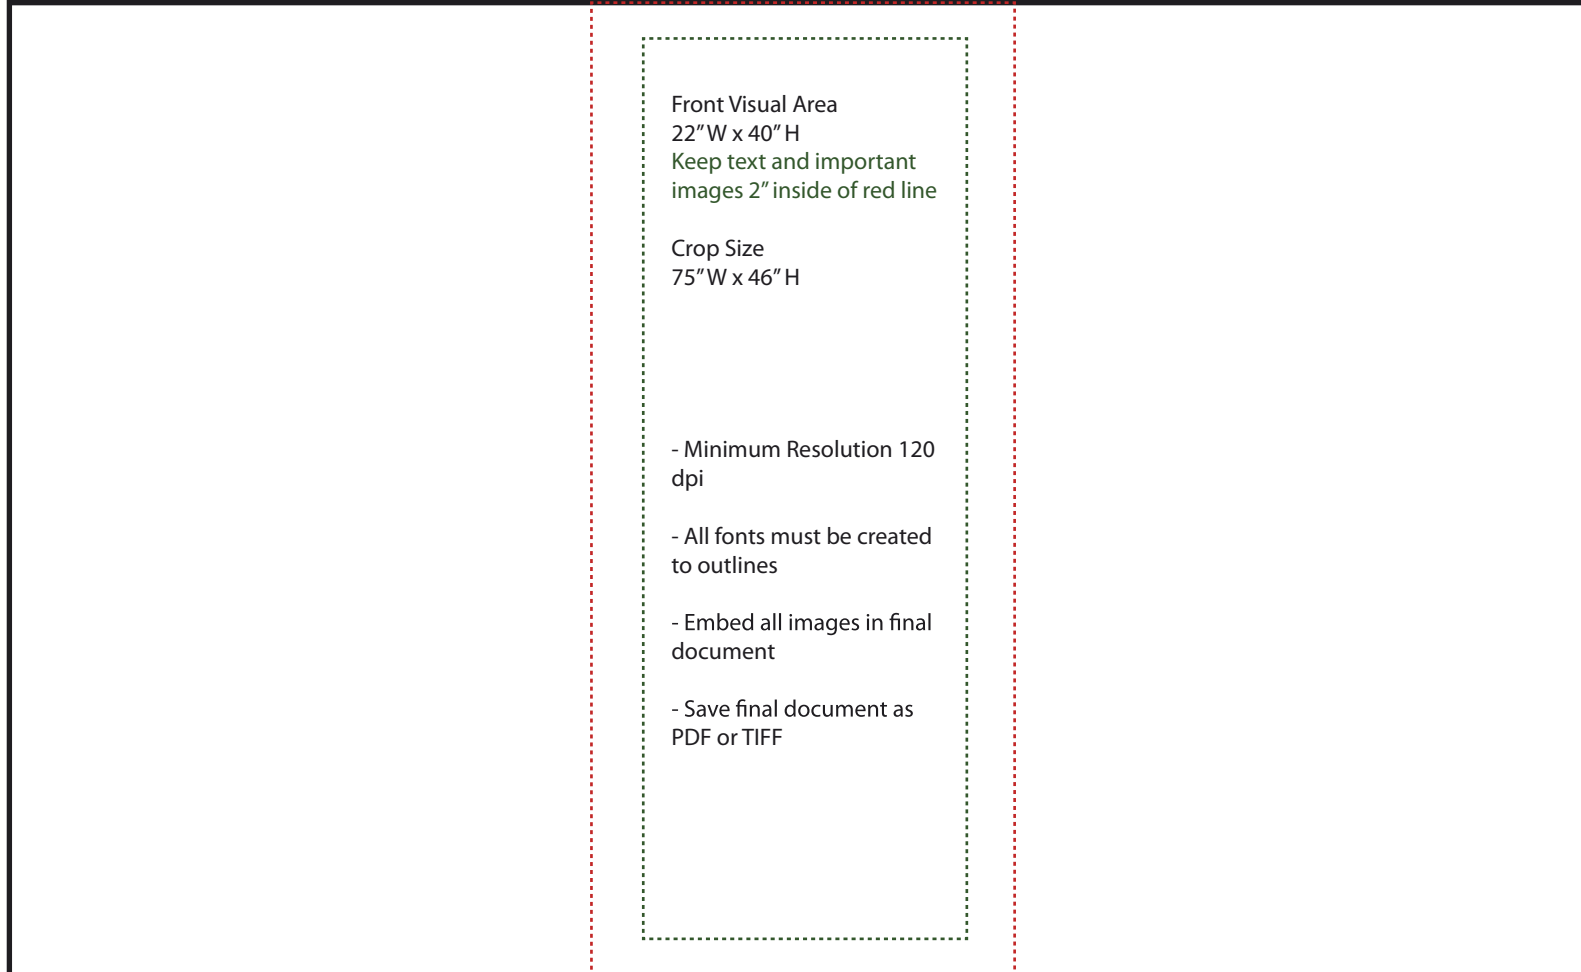 Front Visual Area
22” W x 40” H
Keep text and important
images 2” inside of red line
Crop Size
75” W x 46” H
- Minimum Resolution 120
dpi
- All fonts must be created
to outlines
- Embed all images in final
document
- Save final document as
PDF or TIFF